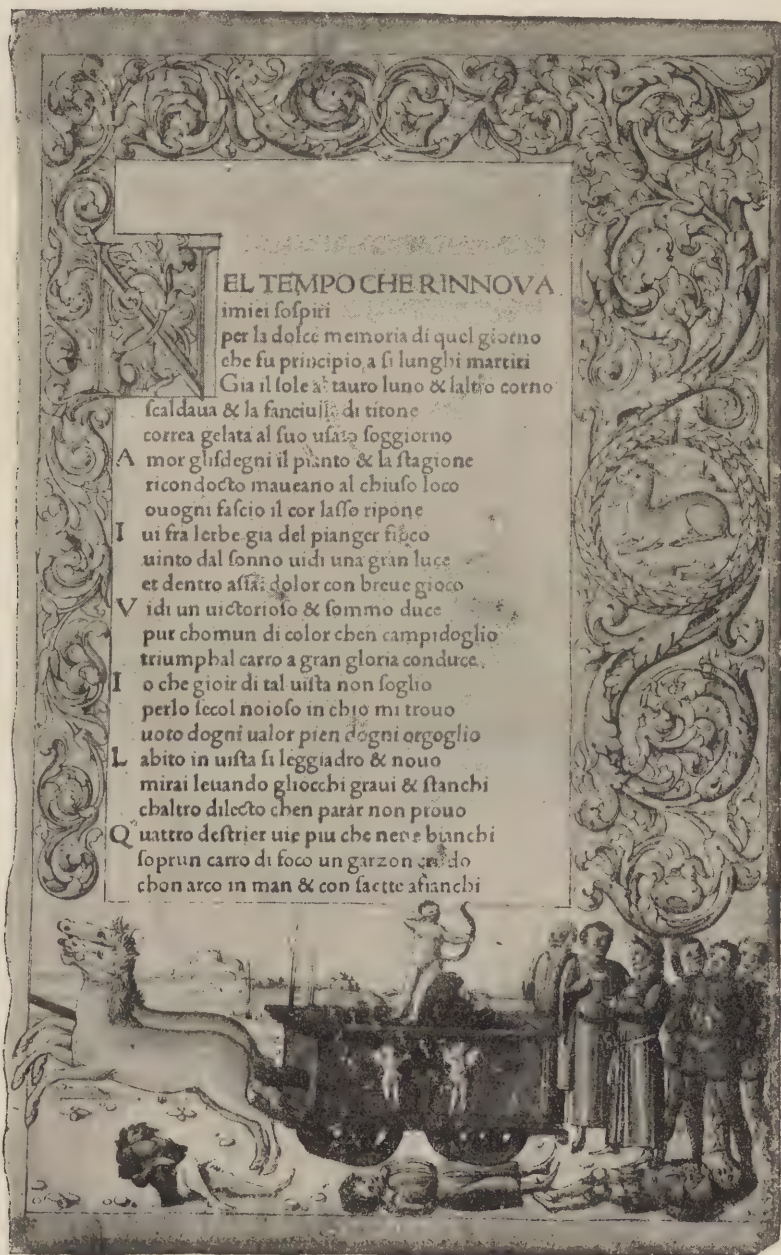 NEL TEMPO CHE RINNOVA
imiei sospiri
per la dolce memoria di quel giorno
che fu principio a si lunghi martiri
Gia il sole al tauro luno & laltro corno
scaldaua & la fanciulla di titone
correa gelata al suo usato soggiorno
A mor glisdegni il pianto & la stagione
ricondocto maueano al chiuso loco
ouogni fascio il cor lasso ripone
I ui fra lerbe gia del pianger fioco
uinto dal sonno uidi una gran luce
et dentro assai dolor con breue gioco
V idi un uictorioso & sommo duce
pur chomun di color chen campidoglio
triumphal carro a gran gloria conduce
I o che gioir di tal uista non soglio
perlo secol noioso in chio mi trouo
uoto dogni ualor pien dogni orgoglio
L abito in uista si leggiadro & nouo
mirai leuando gliocchi graui & stanchi
chaltro dilecto chen parar non prouo
Q uattro destrier uie piu che neue bianchi
soprun carro di foco un garzon crudo
chon arco in man & con saette afianchi